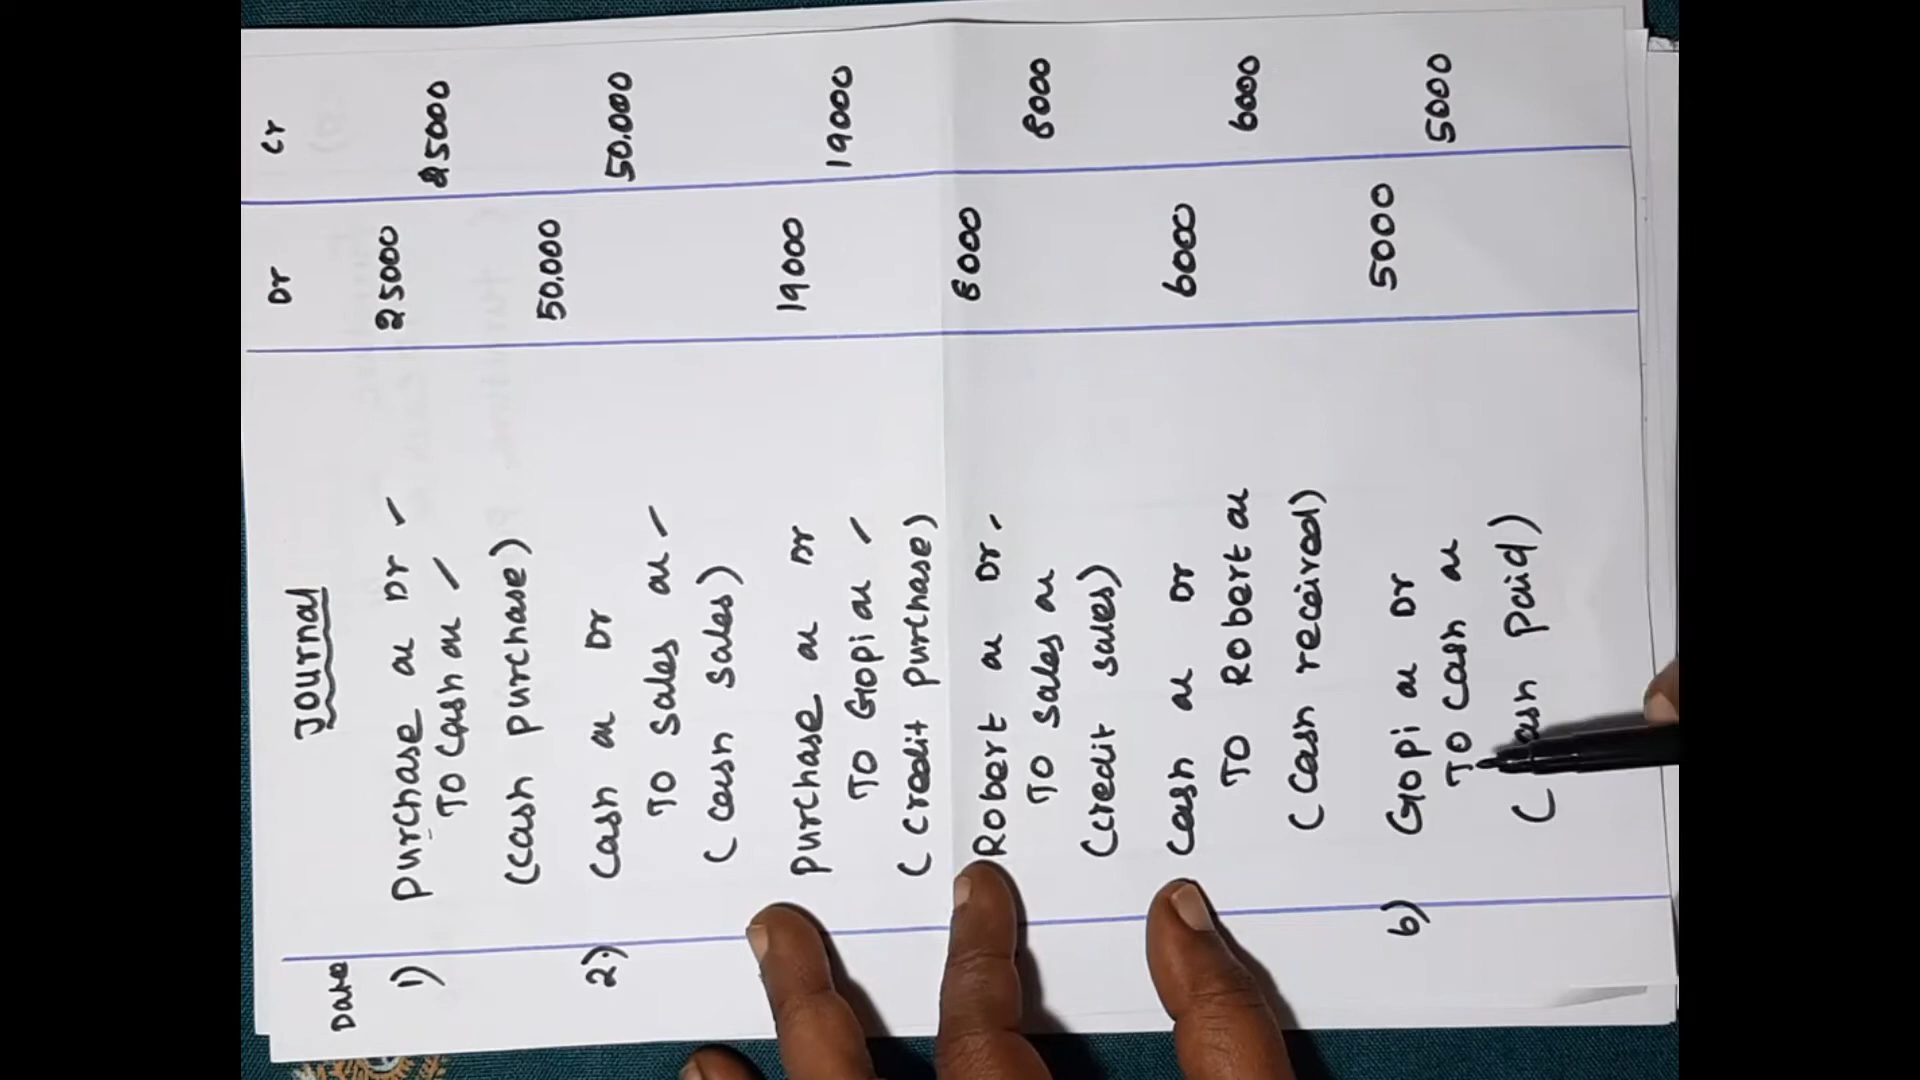 Journal
Date Dr Cr
1) Purchase a/c Dr ✓ 25000
To Cash a/c ✓ 25000
(Cash purchase)
2) Cash a/c Dr 50.000
To Sales a/c ✓ 50.000
(Cash sales)
Purchase a/c Dr 19000
To Gopi a/c ✓ 19000
(Credit purchase)
Robert a/c Dr 8000
To Sales a/c 8000
(Credit sales)
Cash a/c Dr 6000
To Robert a/c 6000
(Cash received)
6) Gopi a/c Dr 5000
To Cash a/c 5000
(Cash paid)